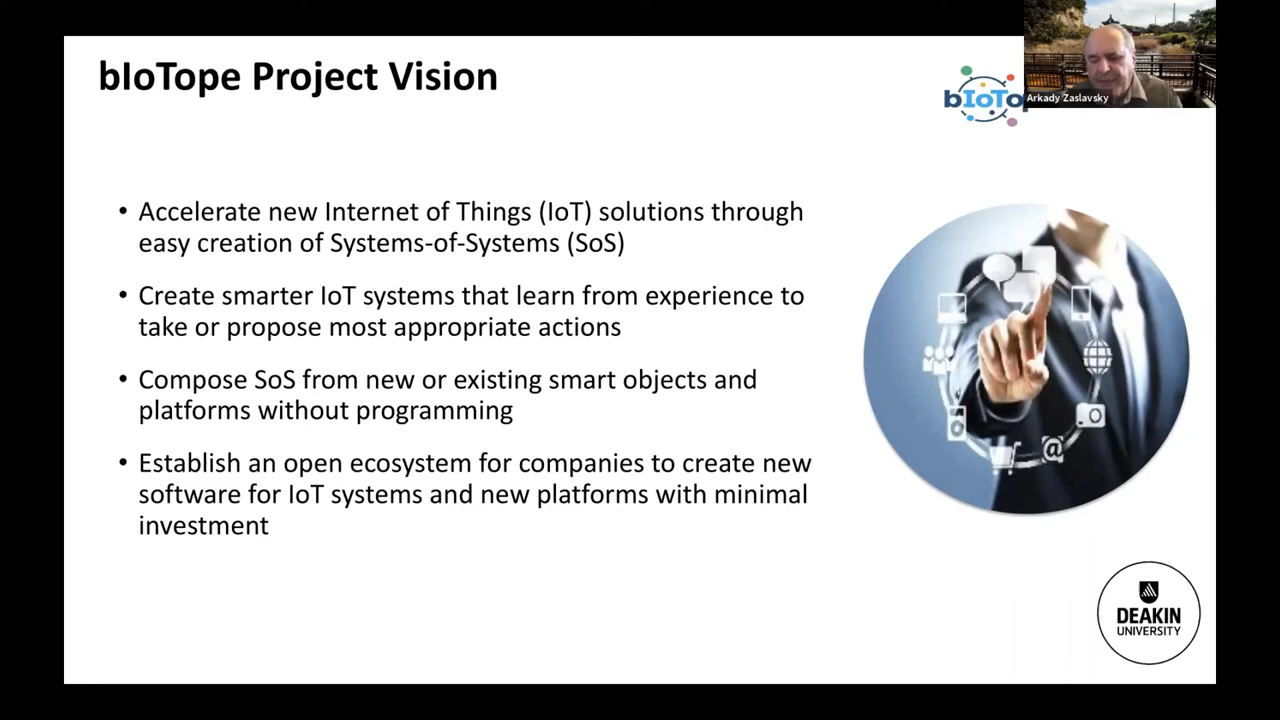 bIoTope Project Vision
bIoTo
Arkady Zaslavsky
• Accelerate new Internet of Things (IoT) solutions through
easy creation of Systems-of-Systems (SoS)
• Create smarter IoT systems that learn from experience to
take or propose most appropriate actions
• Compose SoS from new or existing smart objects and
platforms without programming
• Establish an open ecosystem for companies to create new
software for IoT systems and new platforms with minimal
investment
@
DEAKIN
UNIVERSITY